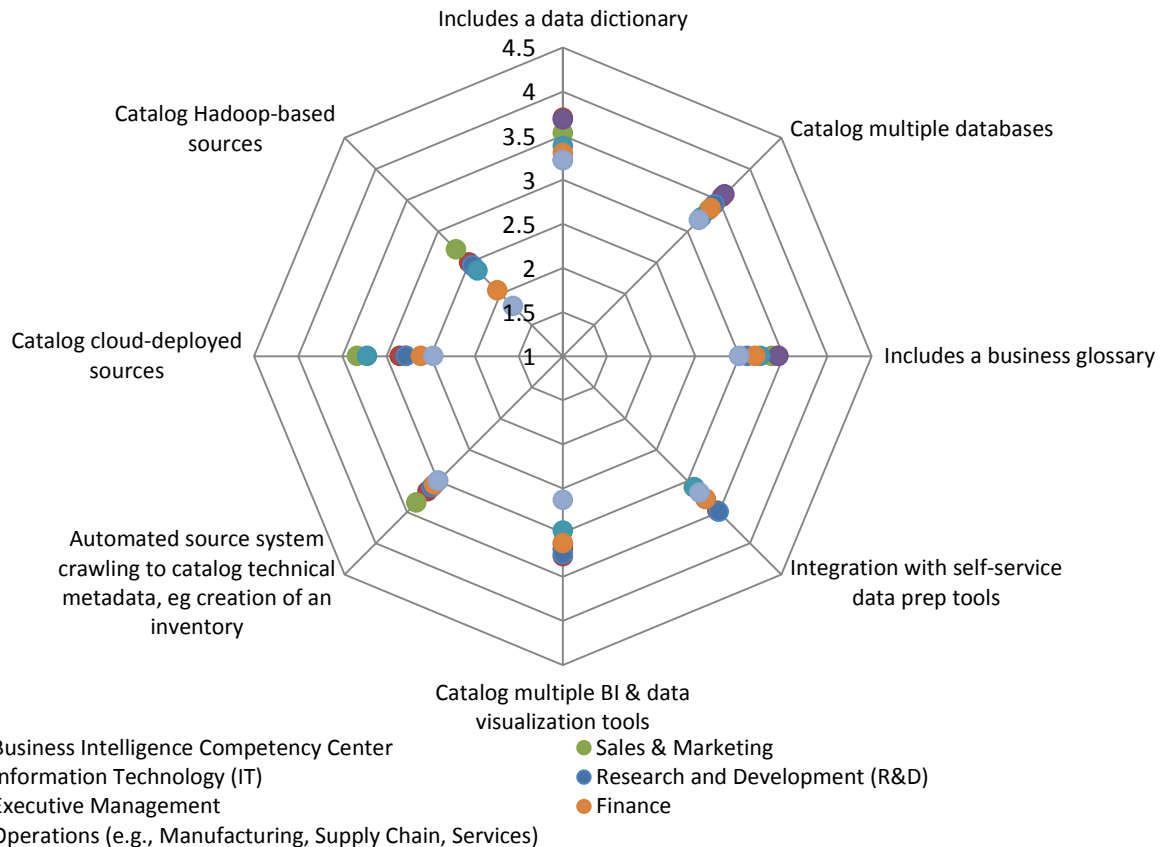 Includes a data dictionary
4.5
4
3.5
3
2.5
2
1.5
1
Catalog Hadoop-based
sources
Catalog multiple databases
Catalog cloud-deployed
sources
Includes a business glossary
Automated source system
crawling to catalog technical
metadata, eg creation of an
inventory
Integration with self-service
data prep tools
Catalog multiple BI & data
visualization tools
Business Intelligence Competency Center
Sales & Marketing
Information Technology (IT)
Research and Development (R&D)
Executive Management
Finance
Operations (e.g., Manufacturing, Supply Chain, Services)